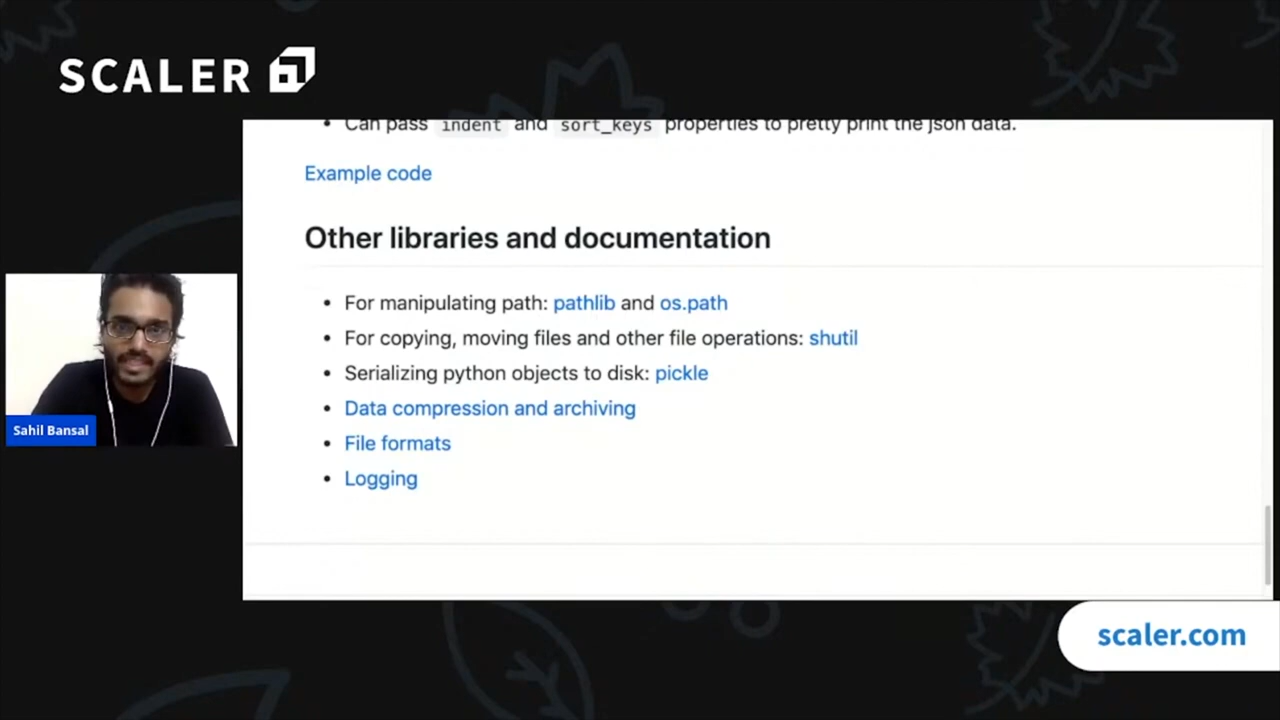 SCALER
• Can pass indent and sort_keys properties to pretty print the json data.
Example code
Other libraries and documentation
• For manipulating path: pathlib and os.path
• For copying, moving files and other file operations: shutil
• Serializing python objects to disk: pickle
• Data compression and archiving
• File formats
• Logging
Sahil Bansal
scaler.com